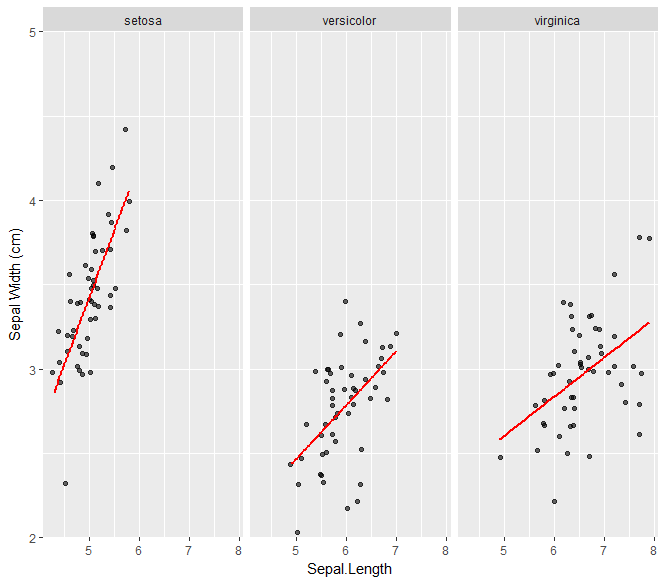 setosa versicolor virginica
5
4
3
2
Sepal Width (cm)
5 6 7 8 5 6 7 8 5 6 7 8
Sepal.Length